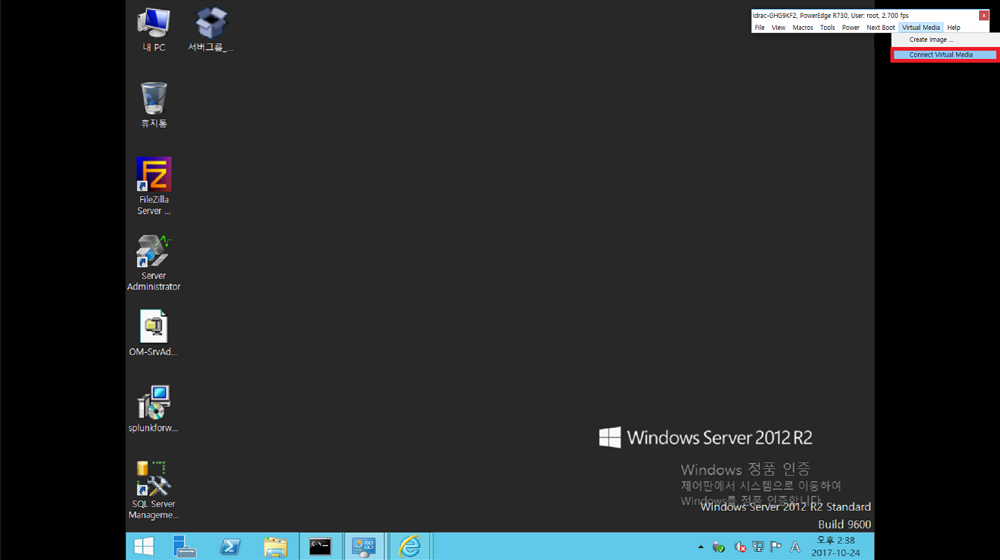 idrac-GHG9KF2, PowerEdge R730, User: root, 2.700 fps
File View Macros Tools Power Next Boot Virtual Media Help
Create Image ...
Connect Virtual Media
내 PC
서버그룹_...
휴지통
FileZilla
Server ...
Server
Administrator
OM-SrvAd...
splunkforw...
SQL Server
Manageme...
Windows Server 2012 R2
Windows 정품 인증
제어판에서 시스템으로 이동하여
Windows를 정품 인증합니다.
Windows Server 2012 R2 Standard
Build 9600
A
오후 2:38
2017-10-24